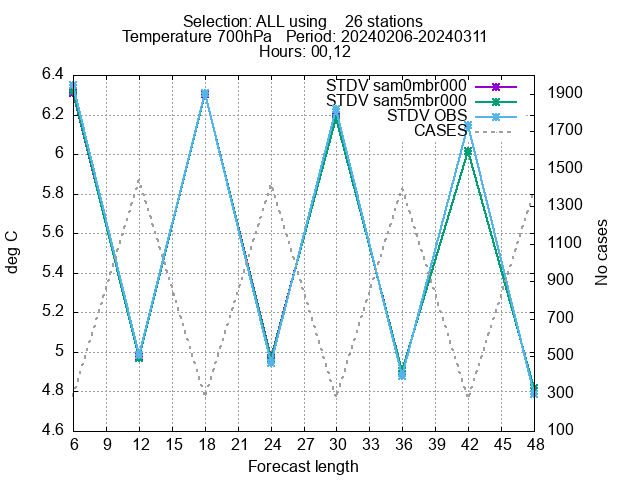 Selection: ALL using    26 stations
Temperature 700hPa   Period: 20240206-20240311
Hours: 00,12
STDV sam0mbr000
STDV sam5mbr000
STDV OBS
CASES
6.4
6.2
6
5.8
5.6
5.4
5.2
5
4.8
4.6
deg C
1900
1700
1500
1300
1100
900
700
500
300
100
No cases
6 9 12 15 18 21 24 27 30 33 36 39 42 45 48
Forecast length